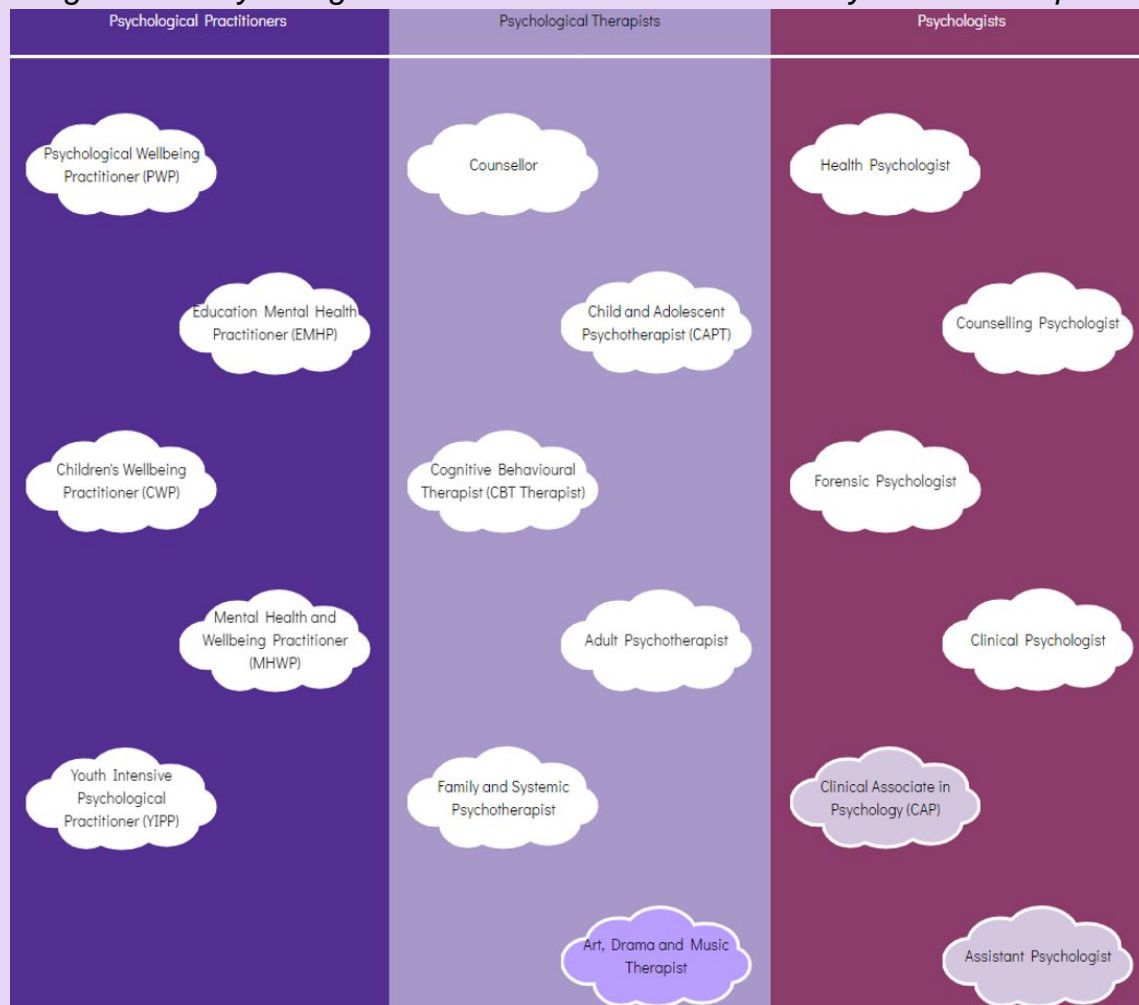 Psychological Practitioners
Psychological Therapists
Psychologists
Psychological Wellbeing
Practitioner (PWP)
Counsellor
Health Psychologist
Education Mental Health
Practitioner (EMHP)
Child and Adolescent
Psychotherapist (CAPT)
Counselling Psychologist
Children's Wellbeing
Practitioner (CWP)
Cognitive Behavioural
Therapist (CBT Therapist)
Forensic Psychologist
Mental Health and
Wellbeing Practitioner
(MHWP)
Adult Psychotherapist
Clinical Psychologist
Youth Intensive
Psychological
Practitioner (YIPP)
Family and Systemic
Psychotherapist
Clinical Associate in
Psychology (CAP)
Art, Drama and Music
Therapist
Assistant Psychologist